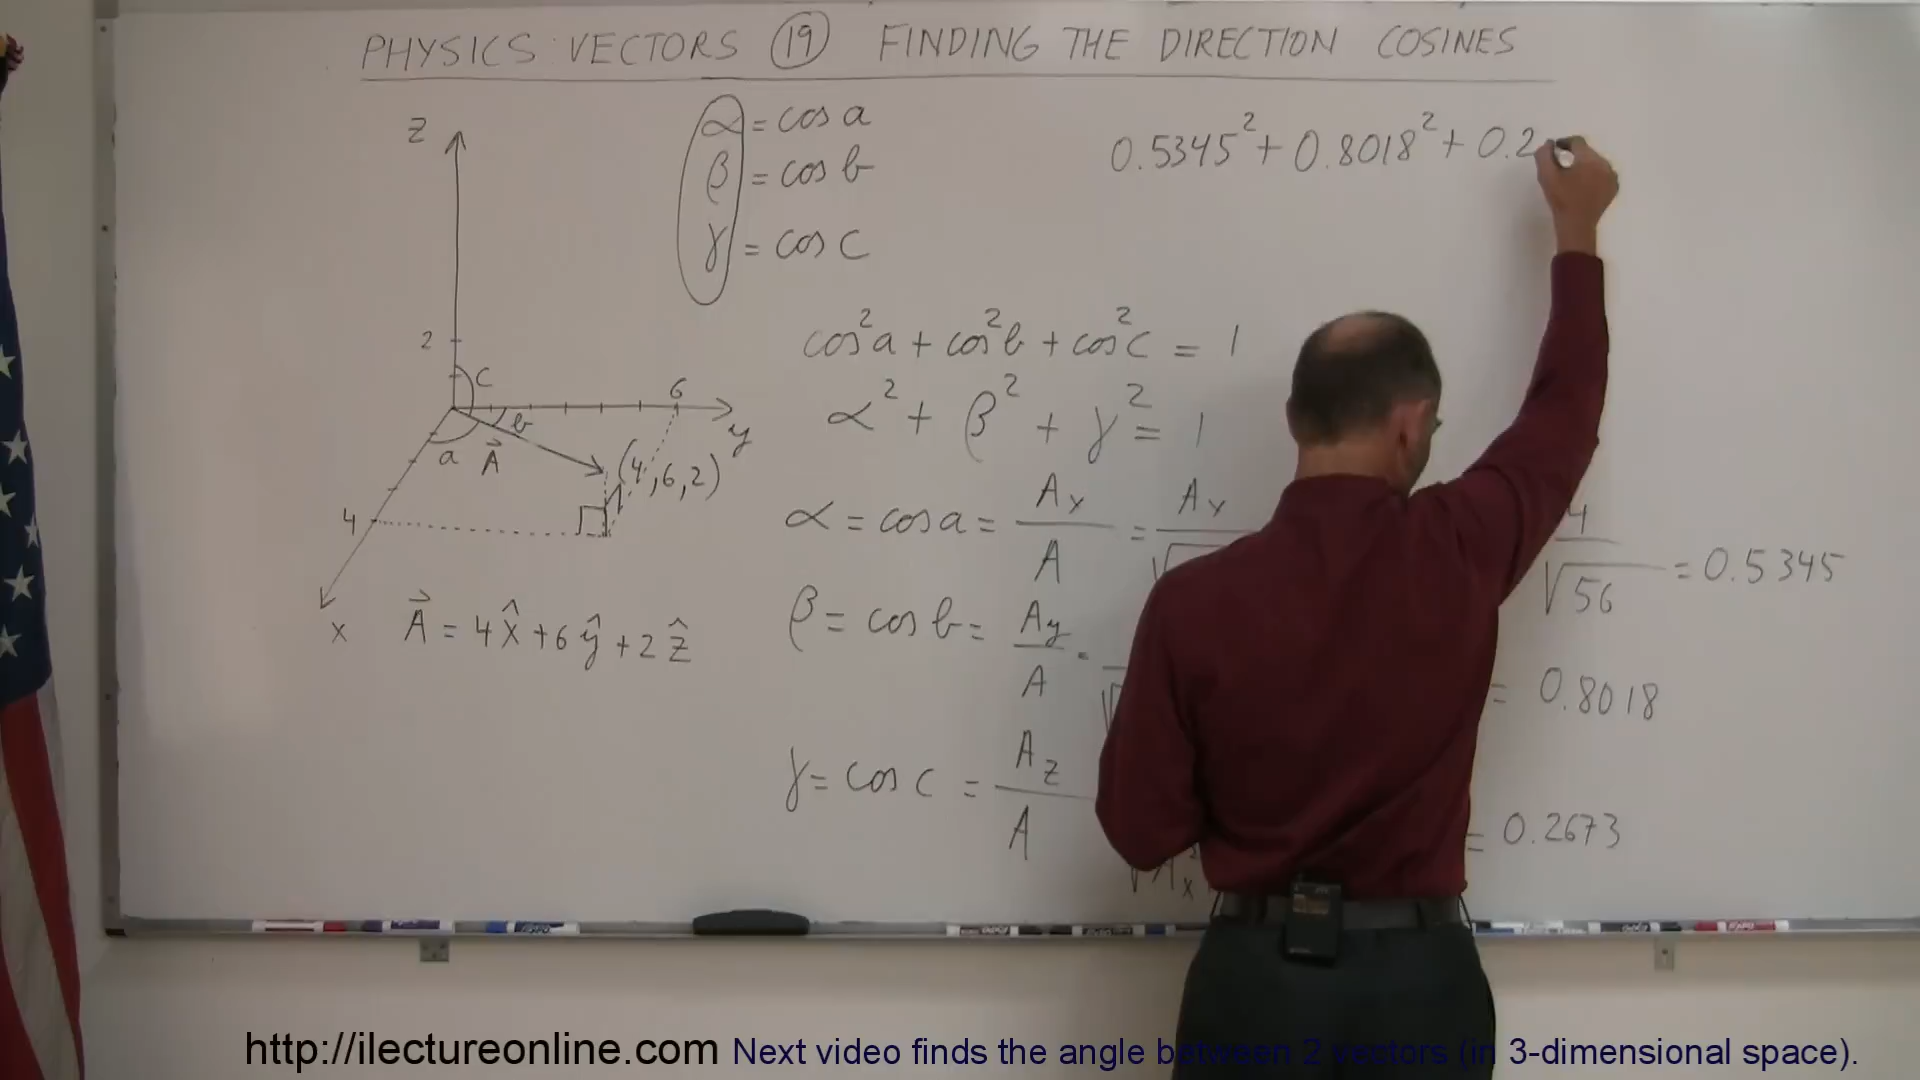 PHYSICS: VECTORS 19 FINDING THE DIRECTION COSINES
α = cos a
β = cos b
γ = cos c
0.5345² + 0.8018² + 0.2
z
2
c
6
b
y
a
A⃗
(4, 6, 2)
4
x
A⃗ = 4x̂ + 6ŷ + 2ẑ
cos²a + cos²b + cos²c = 1
α² + β² + γ² = 1
α = cos a = Aₓ/A = Aₓ/√ 4/√56 = 0.5345
β = cos b = A_y/A = = 0.8018
γ = cos c = A_z/A = 0.2673
http://ilectureonline.com Next video finds the angle between 2 vectors (in 3-dimensional space).